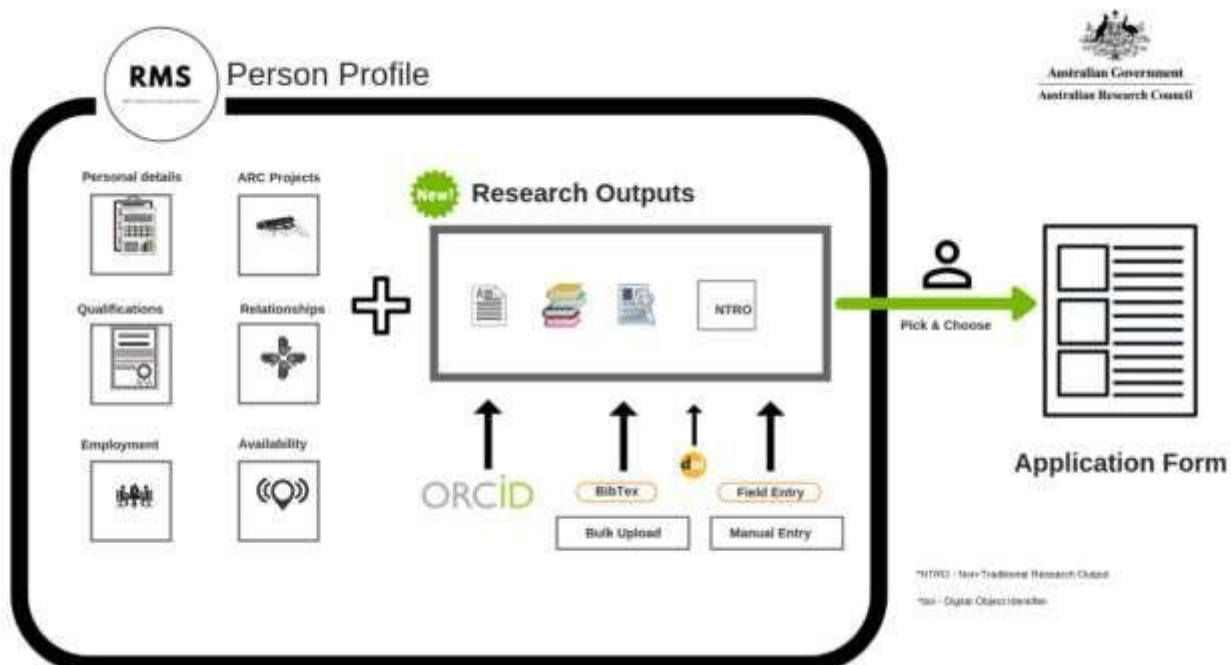 RMS
Person Profile
Australian Government
Australian Research Council
Personal details
ARC Projects
New!
Research Outputs
Qualifications
Relationships
NTRO
Pick & Choose
Employment
Availability
ORCiD
doi
BibTex
Field Entry
Bulk Upload
Manual Entry
Application Form
*NTRO - Non-Traditional Research Output
*doi - Digital Object Identifier